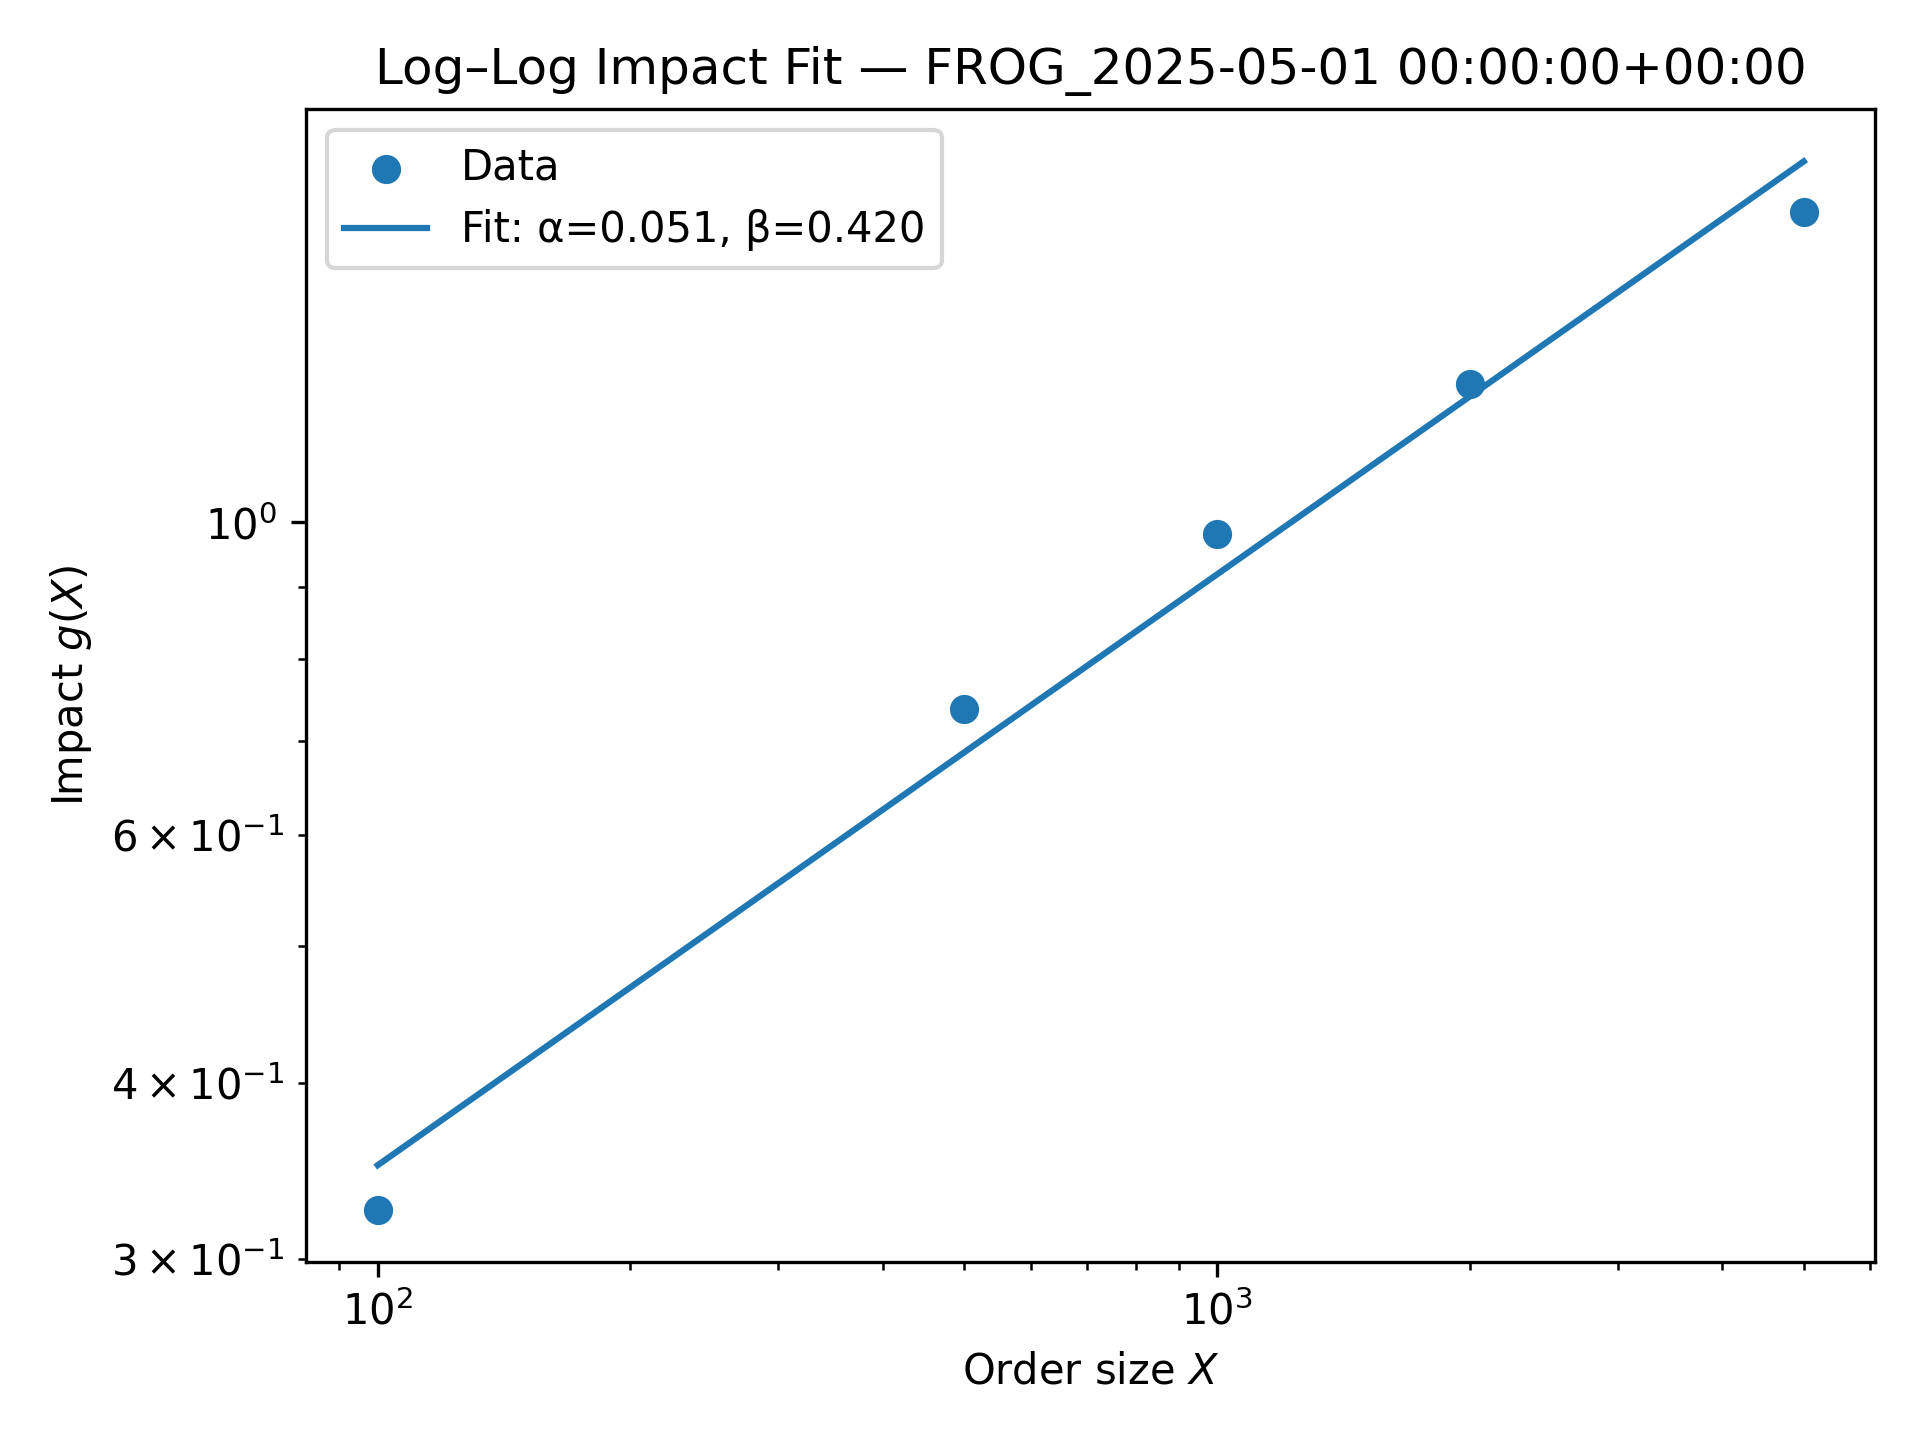 Log–Log Impact Fit — FROG_2025-05-01 00:00:00+00:00
Data
Fit: α=0.051, β=0.420
Impact g(X)
10⁰
6 × 10⁻¹
4 × 10⁻¹
3 × 10⁻¹
10² 10³
Order size X